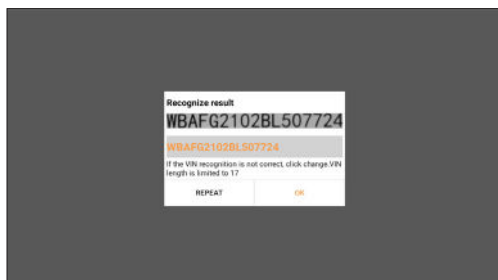 Recognize result
WBAFG2102BL507724
WBAFG2102BL507724
If the VIN recognition is not correct, click change.VIN
length is limited to 17
REPEAT
OK